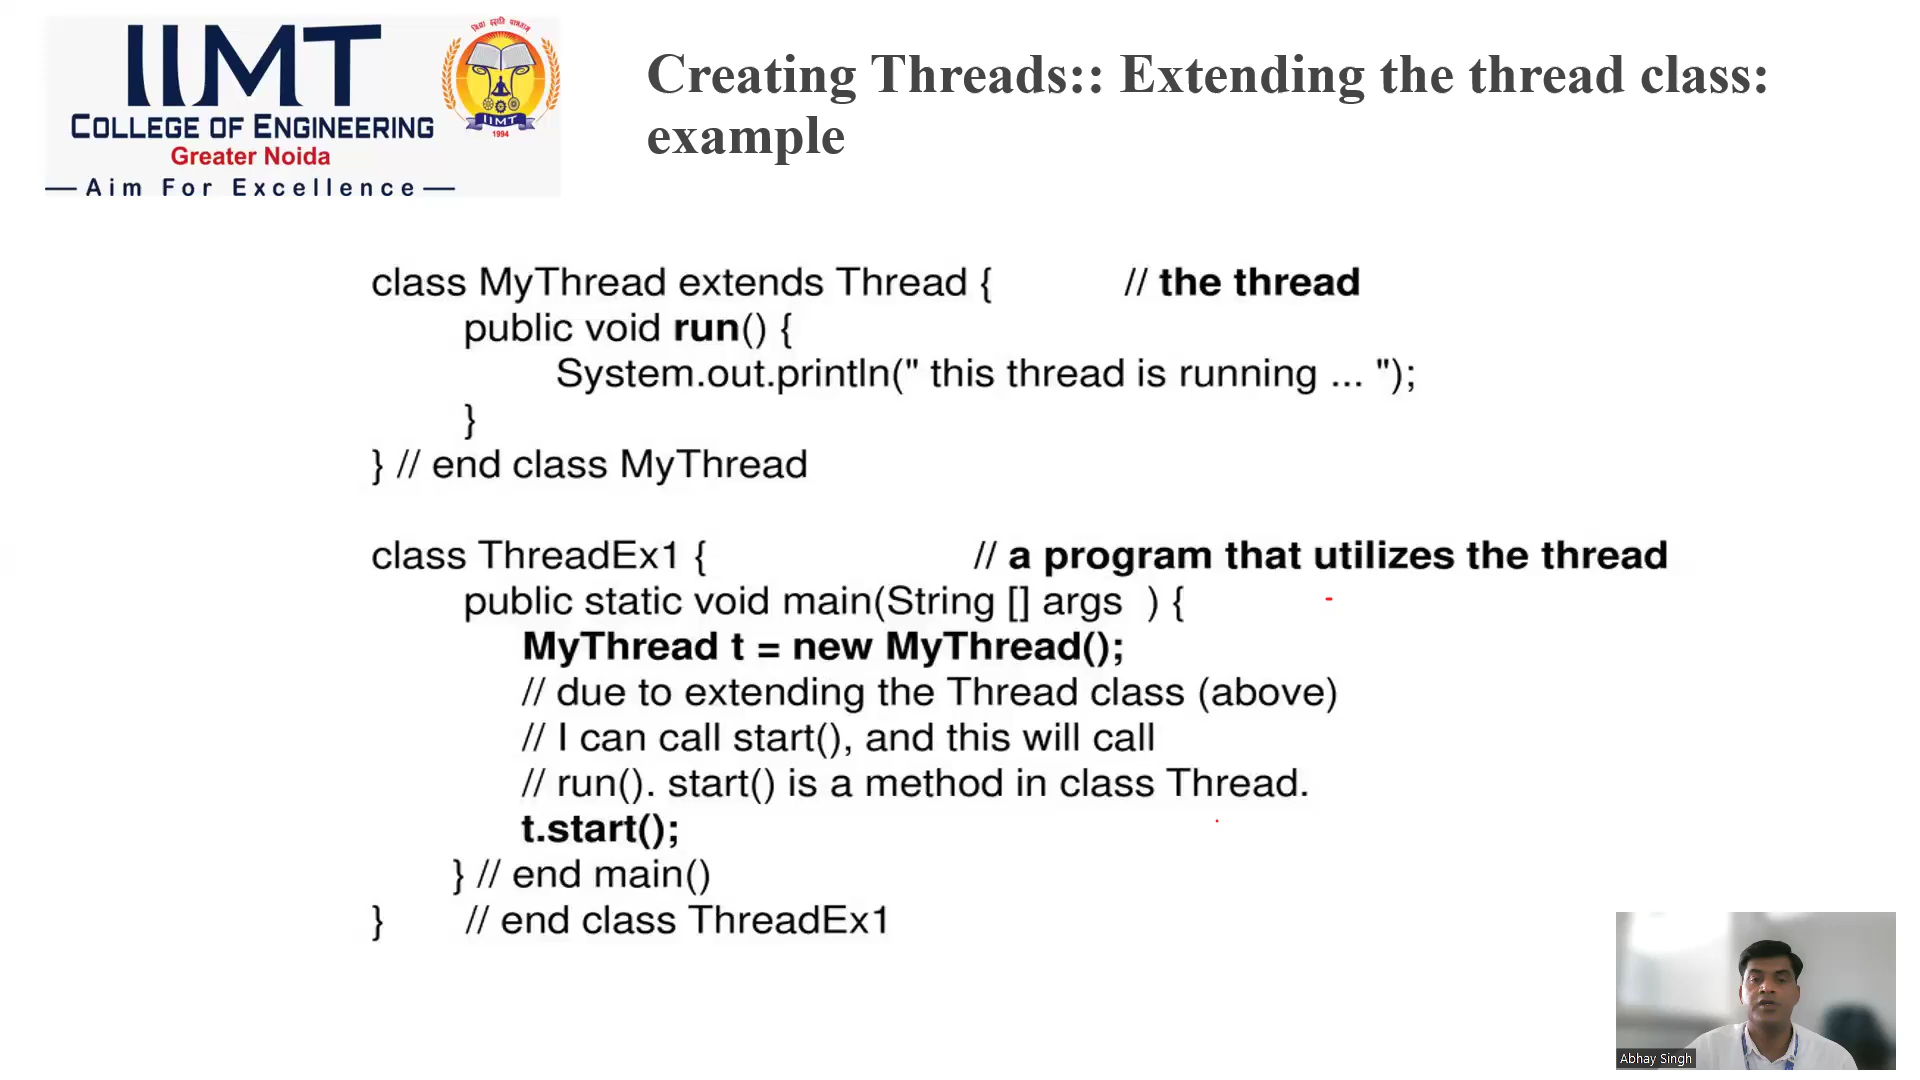 IIMT
COLLEGE OF ENGINEERING
Greater Noida
Aim For Excellence
IIMT
1994
Creating Threads:: Extending the thread class:
example
class MyThread extends Thread { // the thread
public void run() {
System.out.println(" this thread is running ... ");
}
} // end class MyThread
class ThreadEx1 { // a program that utilizes the thread
public static void main(String [] args ) {
MyThread t = new MyThread();
// due to extending the Thread class (above)
// I can call start(), and this will call
// run(). start() is a method in class Thread.
t.start();
} // end main()
} // end class ThreadEx1
Abhay Singh